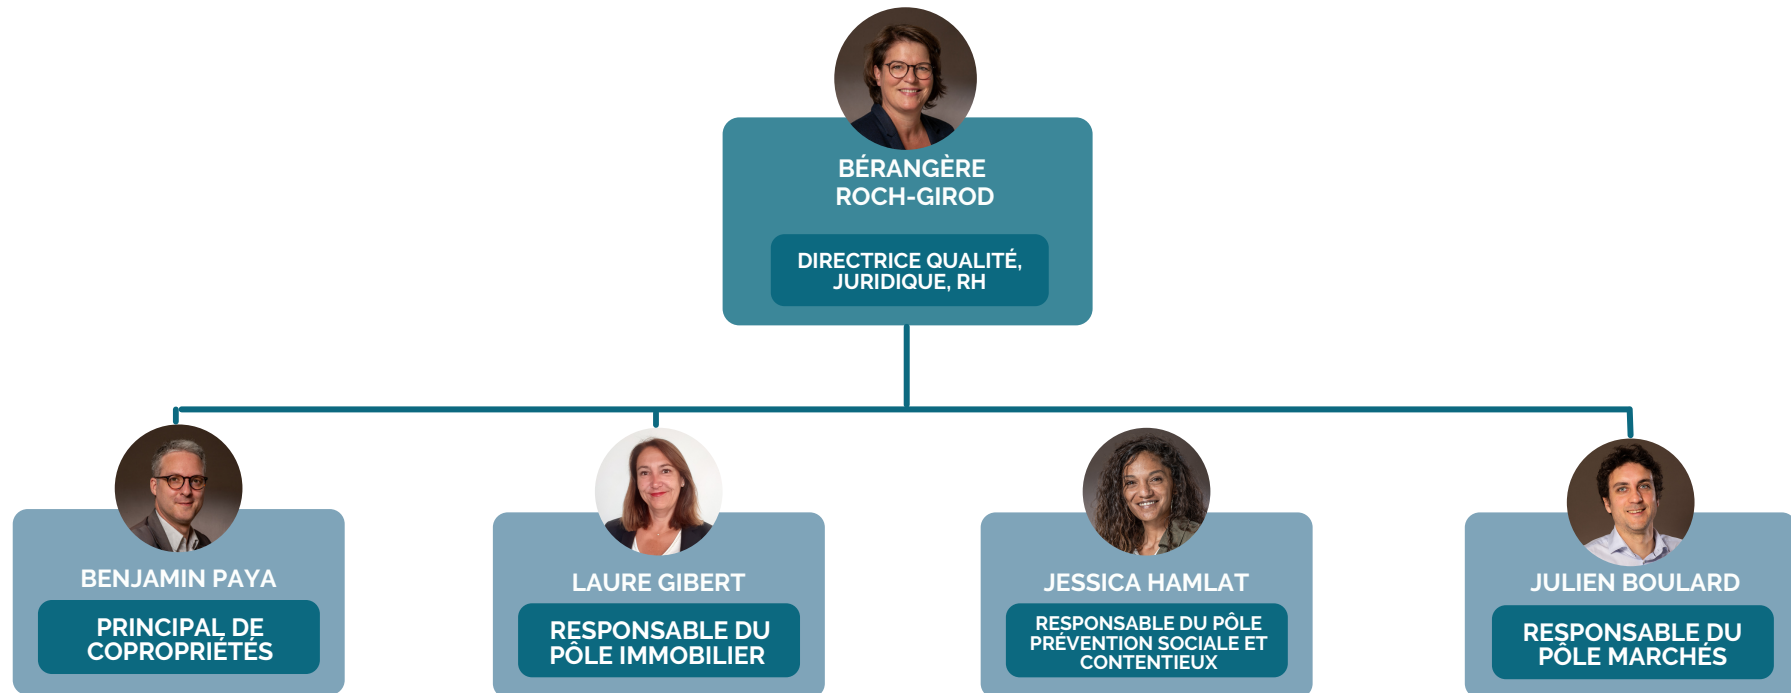 BÉRANGÈRE
ROCH-GIROD
DIRECTRICE QUALITÉ,
JURIDIQUE, RH
BENJAMIN PAYA
PRINCIPAL DE
COPROPRIÉTÉS
LAURE GIBERT
RESPONSABLE DU
PÔLE IMMOBILIER
JESSICA HAMLAT
RESPONSABLE DU PÔLE
PRÉVENTION SOCIALE ET
CONTENTIEUX
JULIEN BOULARD
RESPONSABLE DU
PÔLE MARCHÉS